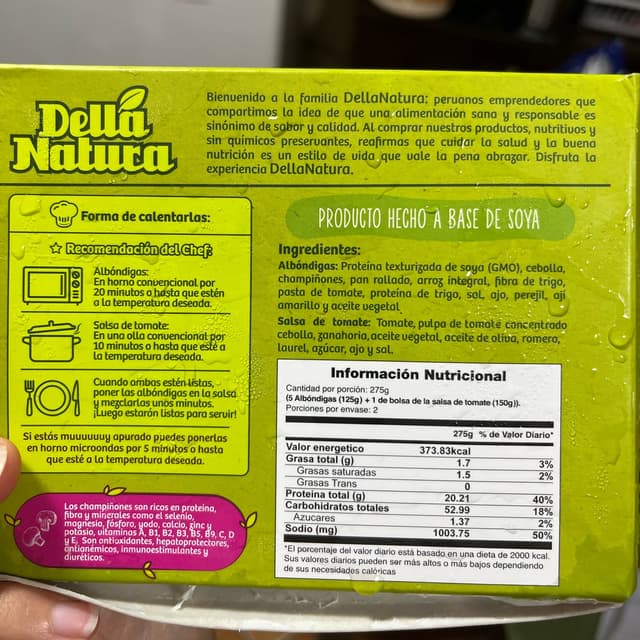 Della
Natura
Bienvenido a la familia DellaNatura: peruanos emprendedores que
compartimos la idea de que una alimentación sana y responsable es
sinónimo de sabor y calidad. Al comprar nuestros productos, nutritivos y
sin químicos preservantes, reafirmas que cuidar la salud y la buena
nutrición es un estilo de vida que vale la pena abrazar. Disfruta la
experiencia DellaNatura.
Forma de calentarlas:
Recomendación del Chef:
Albóndigas:
En horno convencional por
20 minutos o hasta que estén
a la temperatura deseada.
Salsa de tomate:
En una olla convencional por
10 minutos o hasta que esté a
la temperatura deseada.
Cuando ambas estén listas,
poner las albóndigas en la salsa
y mezclarlas unos minutos.
¡Luego estarán listas para servir!
Si estás muuuuuuy apurado puedes ponerlas
en horno microondas por 5 minutos o hasta
que esté a la temperatura deseada.
Los champiñones son ricos en proteína,
fibra y minerales como el selenio,
magnesio, fósforo, yodo, calcio, zinc y
potasio, vitaminas A, B1, B2, B3, B5, B9, C, D
y E. Son antioxidantes, hepatoprotectores,
antianémicos, inmunoestimulantes y
diuréticos.
PRODUCTO HECHO A BASE DE SOYA
Ingredientes:
Albóndigas: Proteína texturizada de soya (GMO), cebolla,
champiñones, pan rallado, arroz integral, fibra de trigo,
pasta de tomate, proteína de trigo, sal, ajo, perejil, ají
amarillo y aceite vegetal
Salsa de tomate: Tomate, pulpa de tomate concentrado
cebolla, zanahoria, aceite vegetal, aceite de oliva, romero,
laurel, azúcar, ajo y sal.
Información Nutricional
Cantidad por porción: 275g
(5 Albóndigas (125g) + 1 de bolsa de la salsa de tomate (150g)).
Porciones por envase: 2
275g % de Valor Diario*
Valor energetico 373.83kcal
Grasa total (g) 1.7 3%
Grasas saturadas 1.5 2%
Grasas Trans 0
Proteina total (g) 20.21 40%
Carbohidratos totales 52.99 18%
Azucares 1.37 2%
Sodio (mg) 1003.75 50%
*El porcentaje del valor diario está basado en una dieta de 2000 kcal.
Sus valores diarios pueden ser más altos o más bajos dependiendo
de sus necesidades calóricas